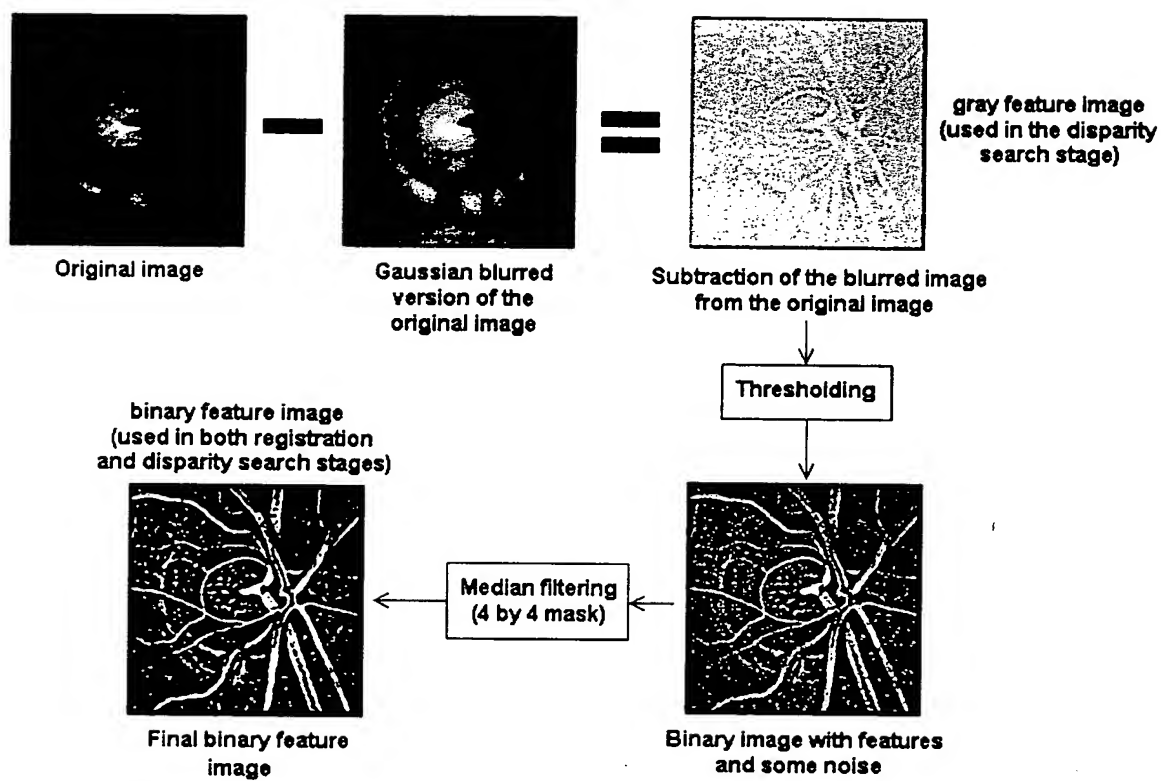 Original image
Gaussian blurred
version of the
original image
Subtraction of the blurred image
from the original image
gray feature image
(used in the disparity
search stage)
Thresholding
binary feature image
(used in both registration
and disparity search stages)
Median filtering
(4 by 4 mask)
Final binary feature
image
Binary image with features
and some noise